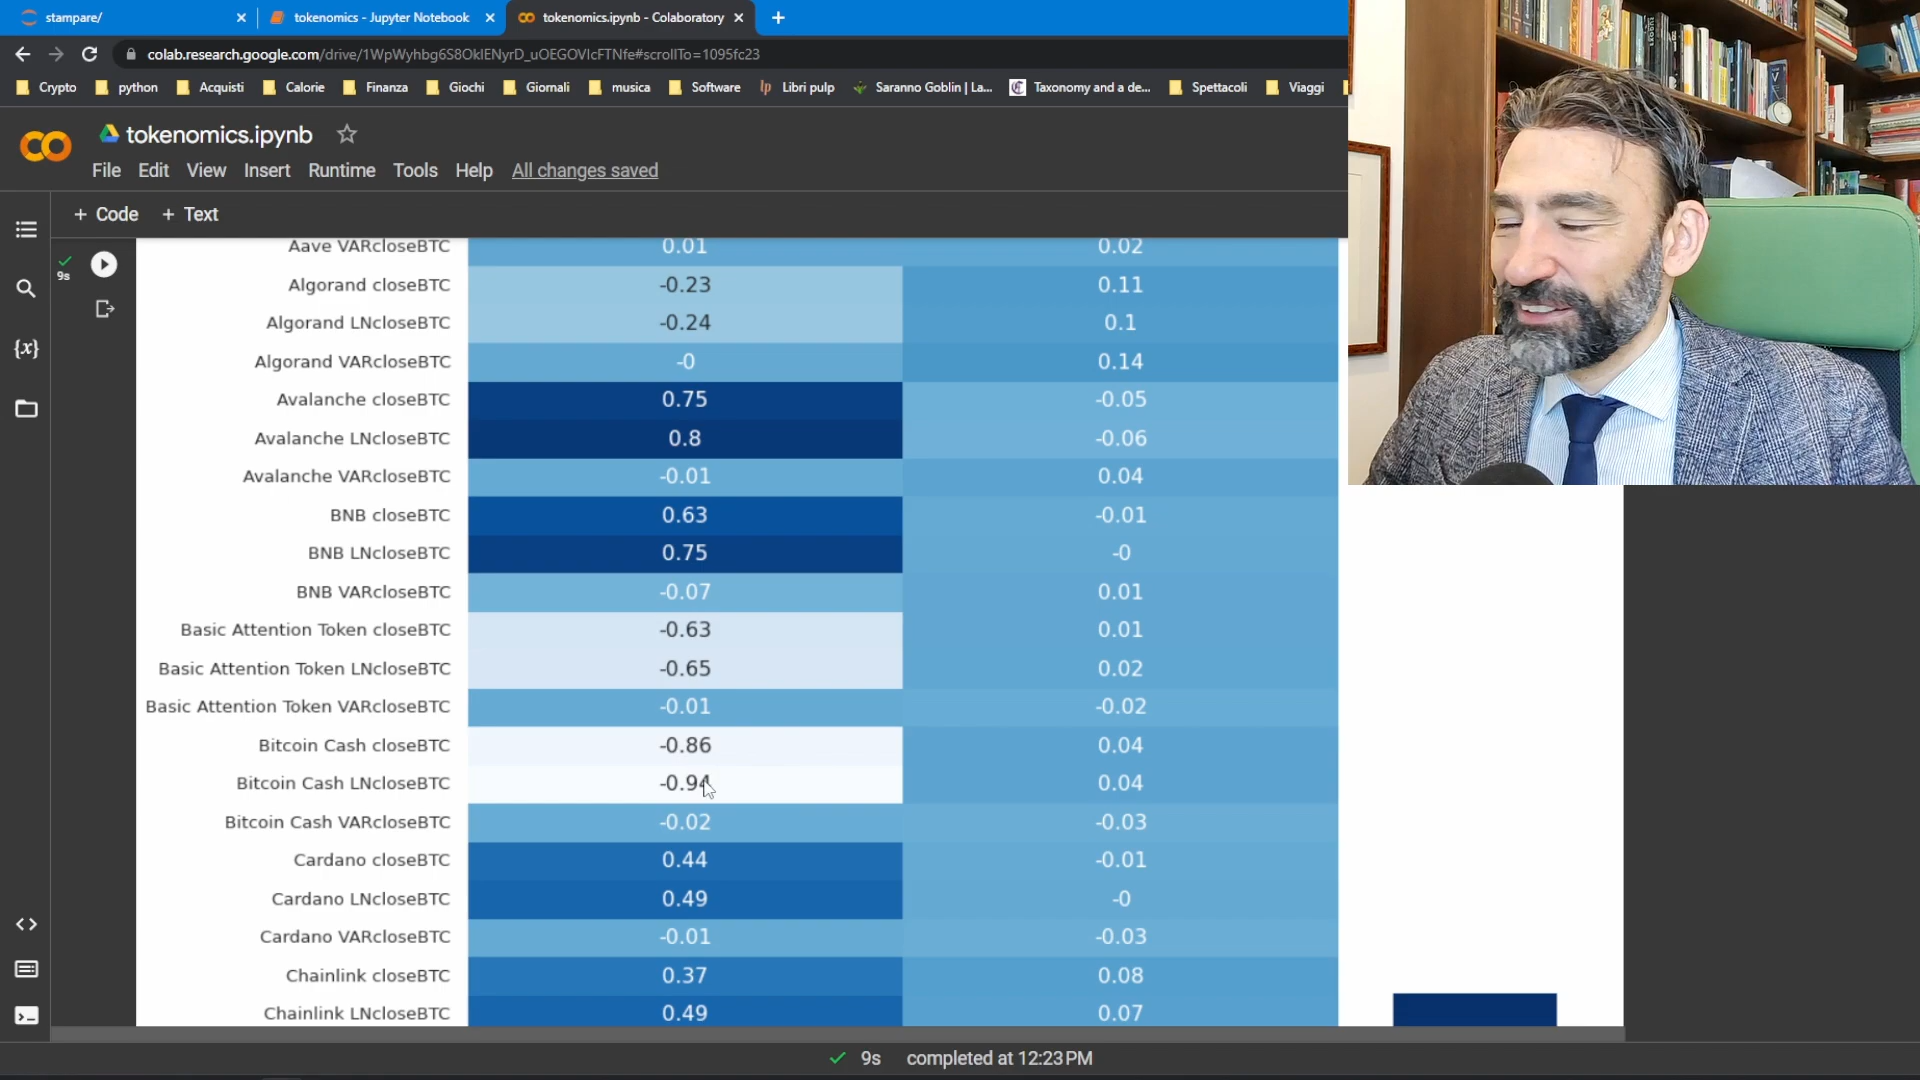 stampare/
tokenomics - Jupyter Notebook
tokenomics.ipynb - Colaboratory
colab.research.google.com/drive/1WpWyhbg6S8OklENyrD_uOEGOVlcFTNfe#scrollTo=1095fc23
Crypto python Acquisti Calorie Finanza Giochi Giornali musica Software Libri pulp Saranno Goblin | La... Taxonomy and a de... Spettacoli Viaggi
tokenomics.ipynb
File Edit View Insert Runtime Tools Help All changes saved
+ Code + Text
9s
Aave VARcloseBTC 0.01 0.02
Algorand closeBTC -0.23 0.11
Algorand LNcloseBTC -0.24 0.1
Algorand VARcloseBTC -0 0.14
Avalanche closeBTC 0.75 -0.05
Avalanche LNcloseBTC 0.8 -0.06
Avalanche VARcloseBTC -0.01 0.04
BNB closeBTC 0.63 -0.01
BNB LNcloseBTC 0.75 -0
BNB VARcloseBTC -0.07 0.01
Basic Attention Token closeBTC -0.63 0.01
Basic Attention Token LNcloseBTC -0.65 0.02
Basic Attention Token VARcloseBTC -0.01 -0.02
Bitcoin Cash closeBTC -0.86 0.04
Bitcoin Cash LNcloseBTC -0.94 0.04
Bitcoin Cash VARcloseBTC -0.02 -0.03
Cardano closeBTC 0.44 -0.01
Cardano LNcloseBTC 0.49 -0
Cardano VARcloseBTC -0.01 -0.03
Chainlink closeBTC 0.37 0.08
Chainlink LNcloseBTC 0.49 0.07
9s completed at 12:23 PM